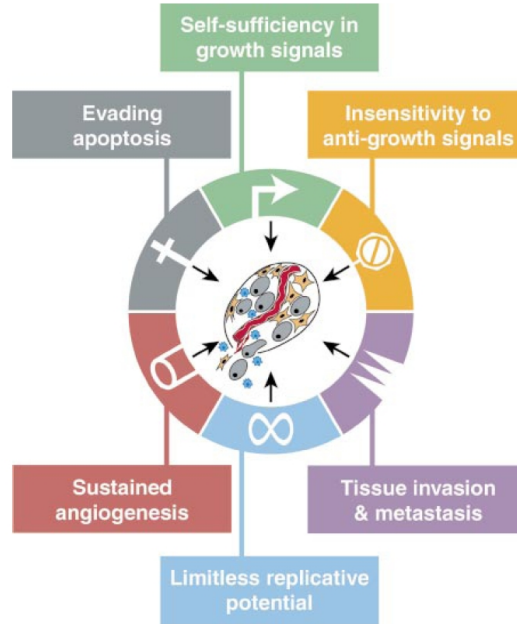 Self-sufficiency in
growth signals
Evading
apoptosis
Insensitivity to
anti-growth signals
Sustained
angiogenesis
Tissue invasion
& metastasis
Limitless replicative
potential